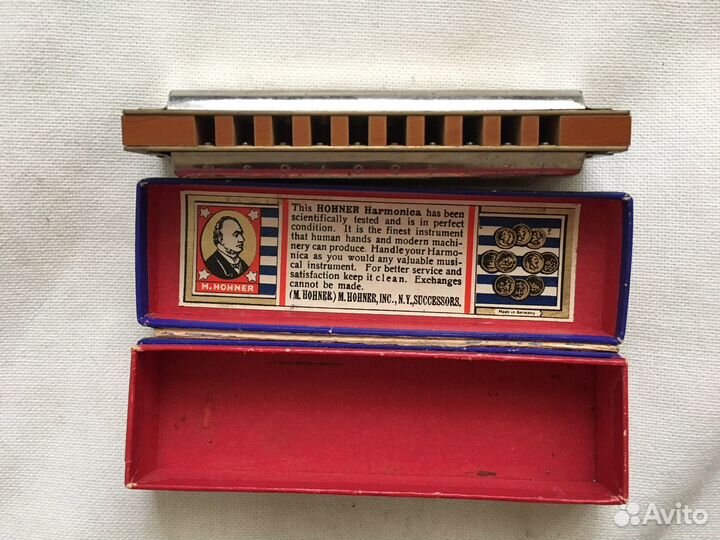 This HOHNER Harmonica has been
scientifically tested and is in perfect
condition. It is the finest instrument
that human hands and modern machi-
nery can produce. Handle your Harmo-
nica as you would any valuable musi-
cal instrument. For better service and
satisfaction keep it clean. Exchanges
cannot be made.
(M. HOHNER) M. HOHNER, INC., N.Y., SUCCESSORS.
M. HOHNER
Made in Germany
Avito